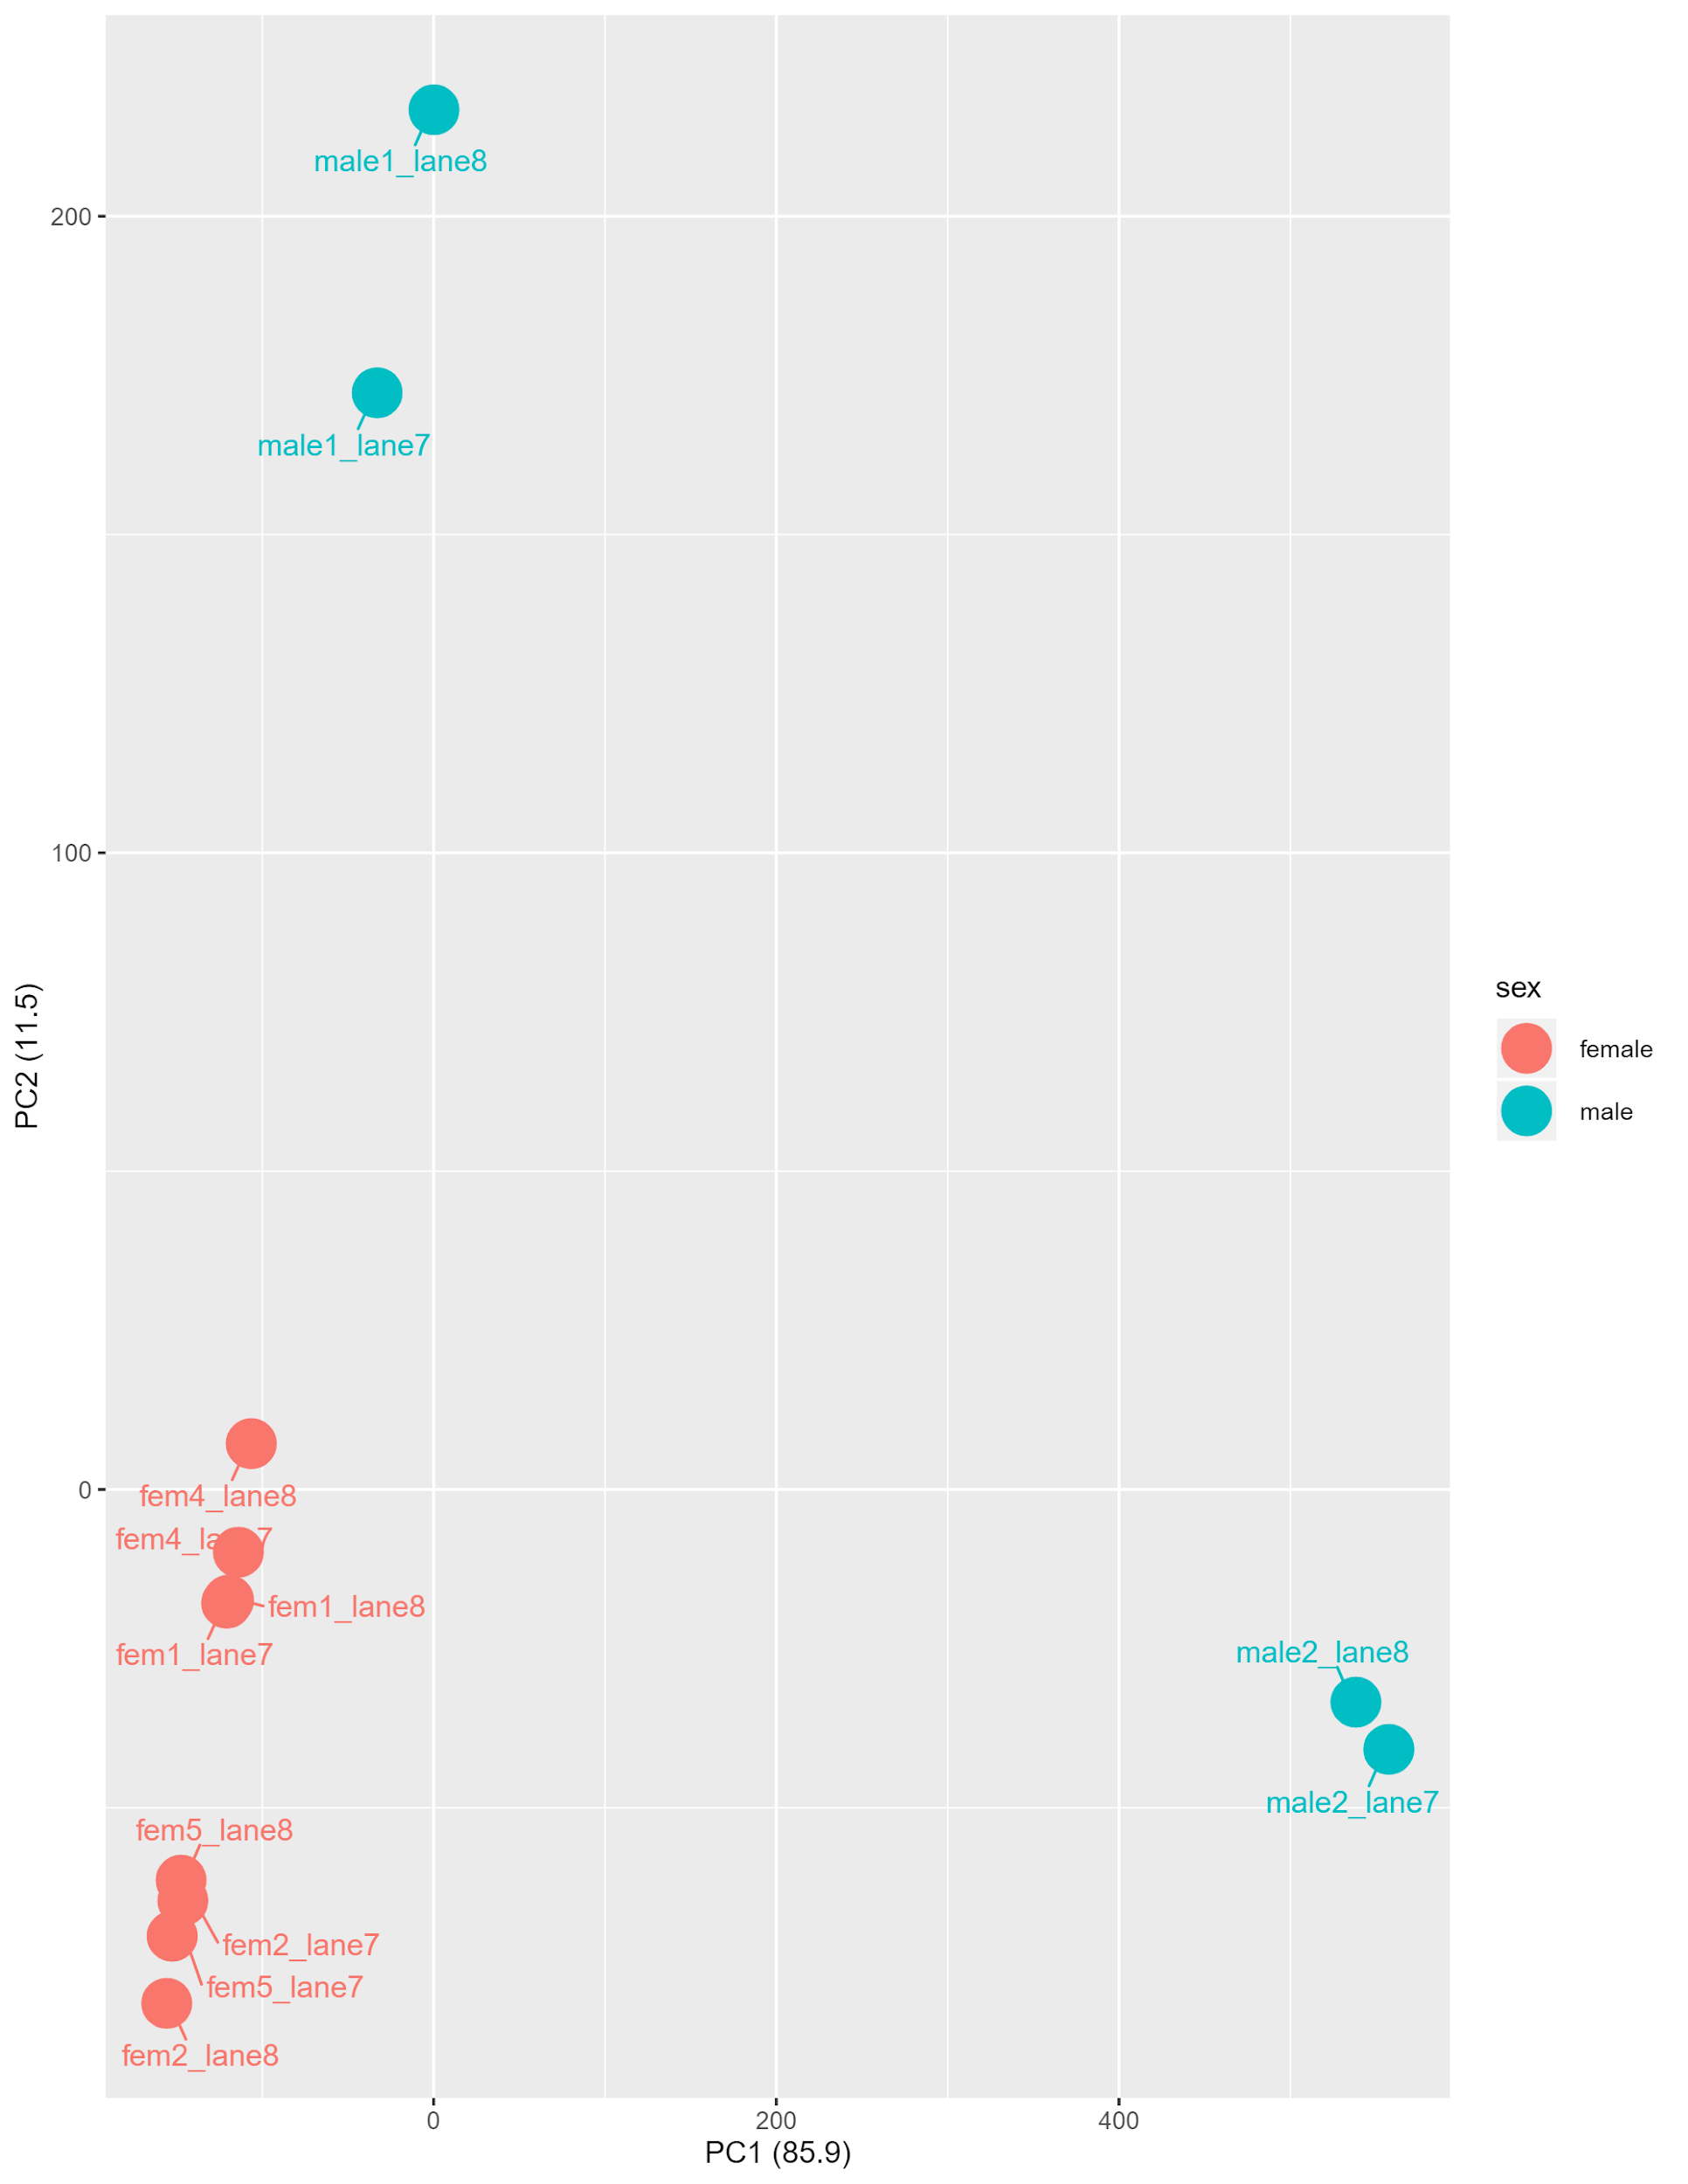 male1_lane8
200
male1_lane7
100
PC2 (11.5)
sex
female
male
fem4_lane8
0
fem4_lane7
fem1_lane8
fem1_lane7
male2_lane8
male2_lane7
fem5_lane8
fem2_lane7
fem5_lane7
fem2_lane8
0
200
400
PC1 (85.9)